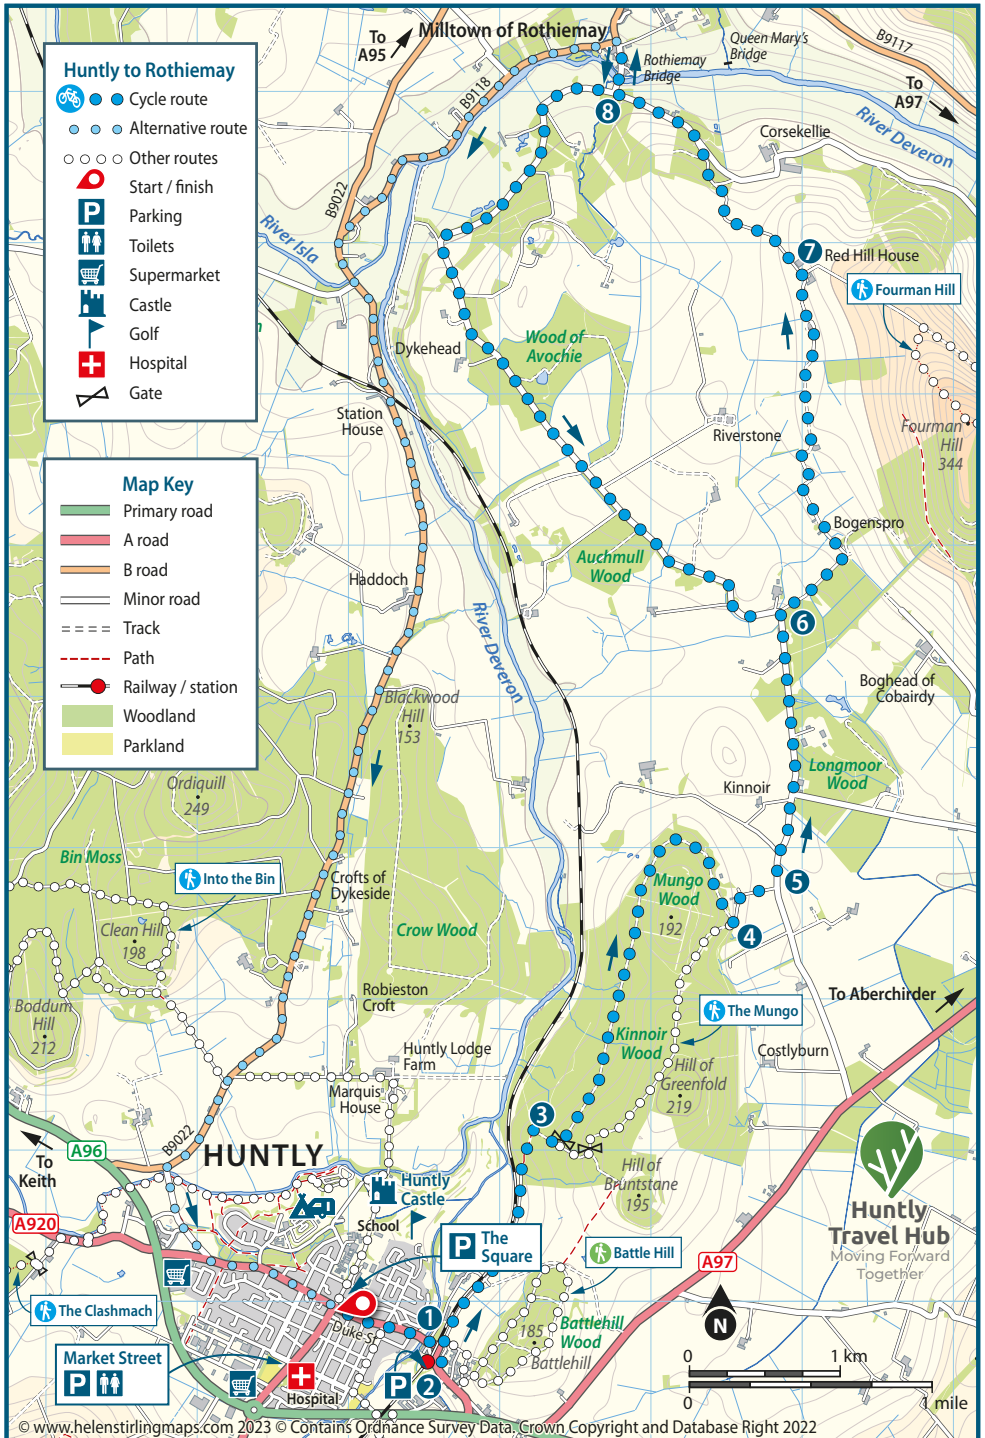 Huntly to Rothiemay
Cycle route
Alternative route
Other routes
Start / finish
P
Parking
Toilets
Supermarket
Castle
Golf
Hospital
Gate
Map Key
Primary road
A road
B road
Minor road
Track
Path
Railway / station
Woodland
Parkland
To
A95
Milltown of Rothiemay
Queen Mary's
Bridge
Rothiemay
Bridge
B9117
To
A97
B9118
8
River Deveron
Corsekellie
B9022
River Isla
7
Red Hill House
Fourman Hill
Wood of
Avochie
Dykehead
Station
House
Riverstone
Fourman
Hill
344
Bogenspro
Auchmull
Wood
Haddoch
6
River Deveron
Boghead of
Cobairdy
Blackwood
Hill
153
Longmoor
Wood
Ordiquill
249
Kinnoir
Bin Moss
Into the Bin
Crofts of
Dykeside
Mungo
Wood
192
5
Clean Hill
198
Crow Wood
4
Boddum
Hill
212
Robieston
Croft
To Aberchirder
The Mungo
Kinnoir
Wood
Huntly Lodge
Farm
Costlyburn
Hill of
Greenfold
219
Marquis
House
3
A96
B9022
HUNTLY
To
Keith
Hill of
Bruntstane
195
Huntly
Castle
Huntly
Travel Hub
Moving Forward
Together
A920
School
P
The
Square
Battle Hill
A97
The Clashmach
1
Duke St
Battlehill
Wood
185
Battlehill
N
Market Street
P
Hospital
P
2
0
1 km
0
1 mile
© www.helenstirlingmaps.com 2023 © Contains Ordnance Survey Data. Crown Copyright and Database Right 2022